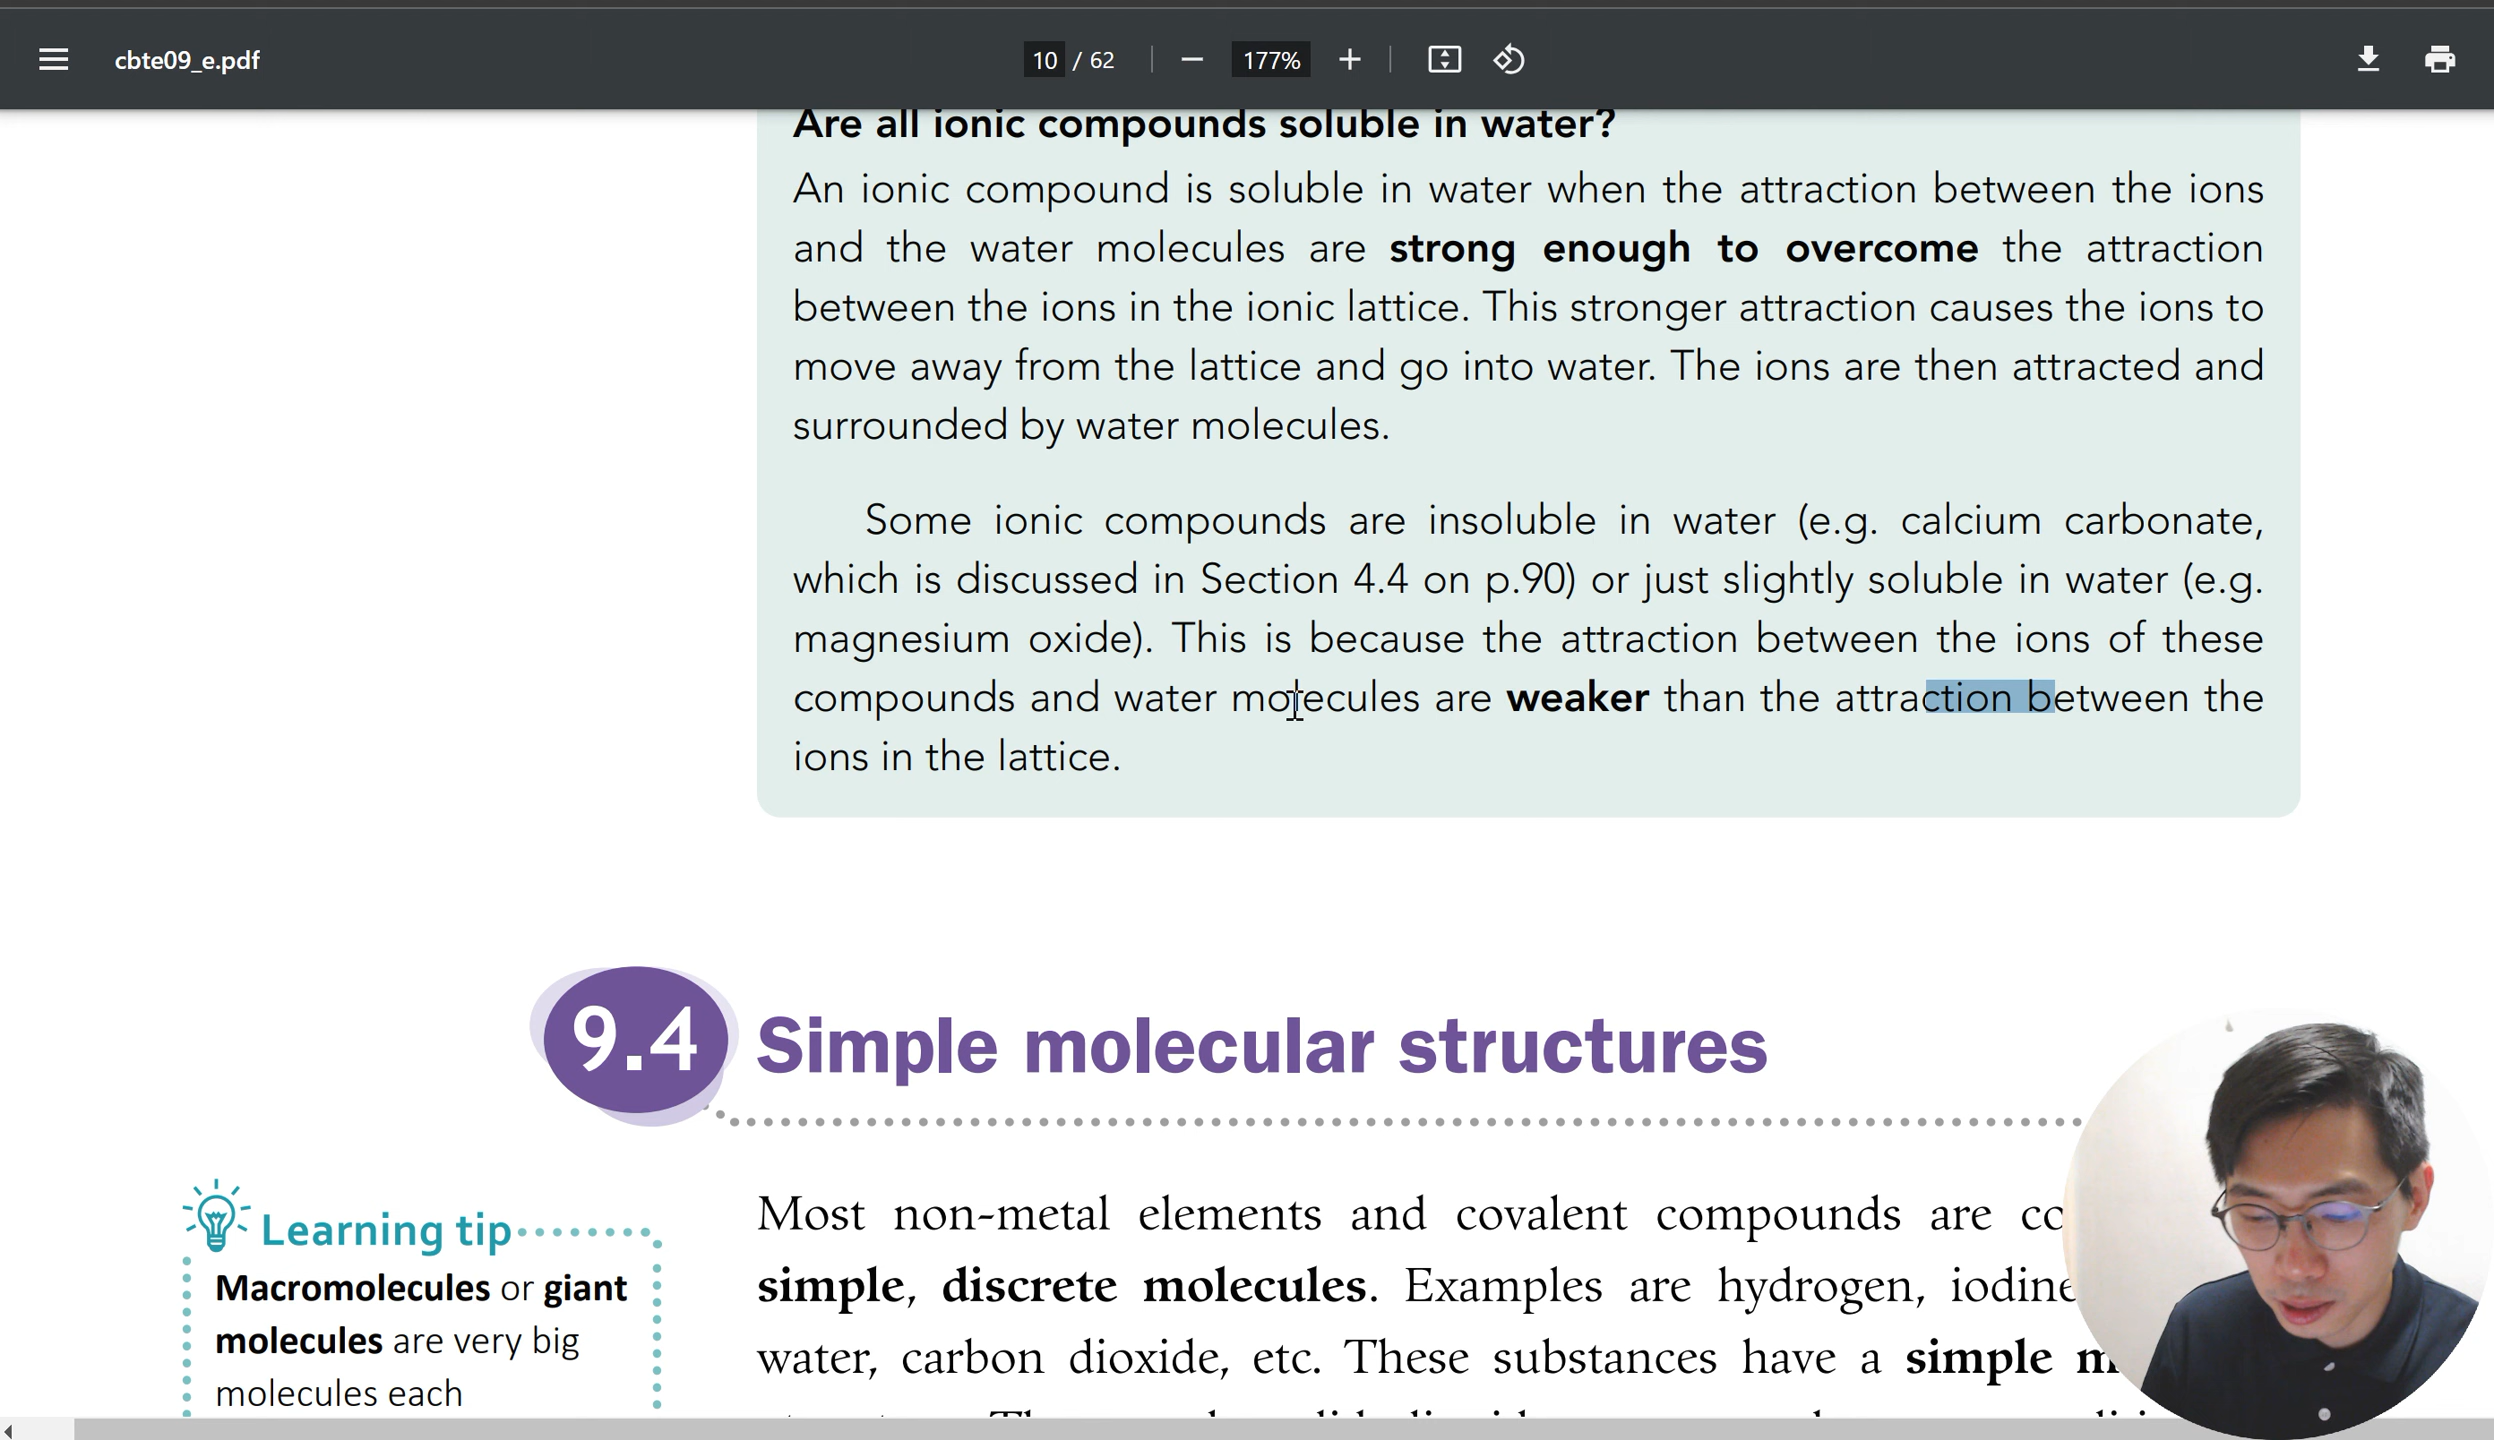 cbte09_e.pdf
10 / 62
177%
Are all ionic compounds soluble in water?
An ionic compound is soluble in water when the attraction between the ions
and the water molecules are strong enough to overcome the attraction
between the ions in the ionic lattice. This stronger attraction causes the ions to
move away from the lattice and go into water. The ions are then attracted and
surrounded by water molecules.
Some ionic compounds are insoluble in water (e.g. calcium carbonate,
which is discussed in Section 4.4 on p.90) or just slightly soluble in water (e.g.
magnesium oxide). This is because the attraction between the ions of these
compounds and water molecules are weaker than the attraction between the
ions in the lattice.
9.4 Simple molecular structures
Learning tip
Macromolecules or giant
molecules are very big
molecules each
Most non-metal elements and covalent compounds are
simple, discrete molecules. Examples are hydrogen, iodine
water, carbon dioxide, etc. These substances have a simple